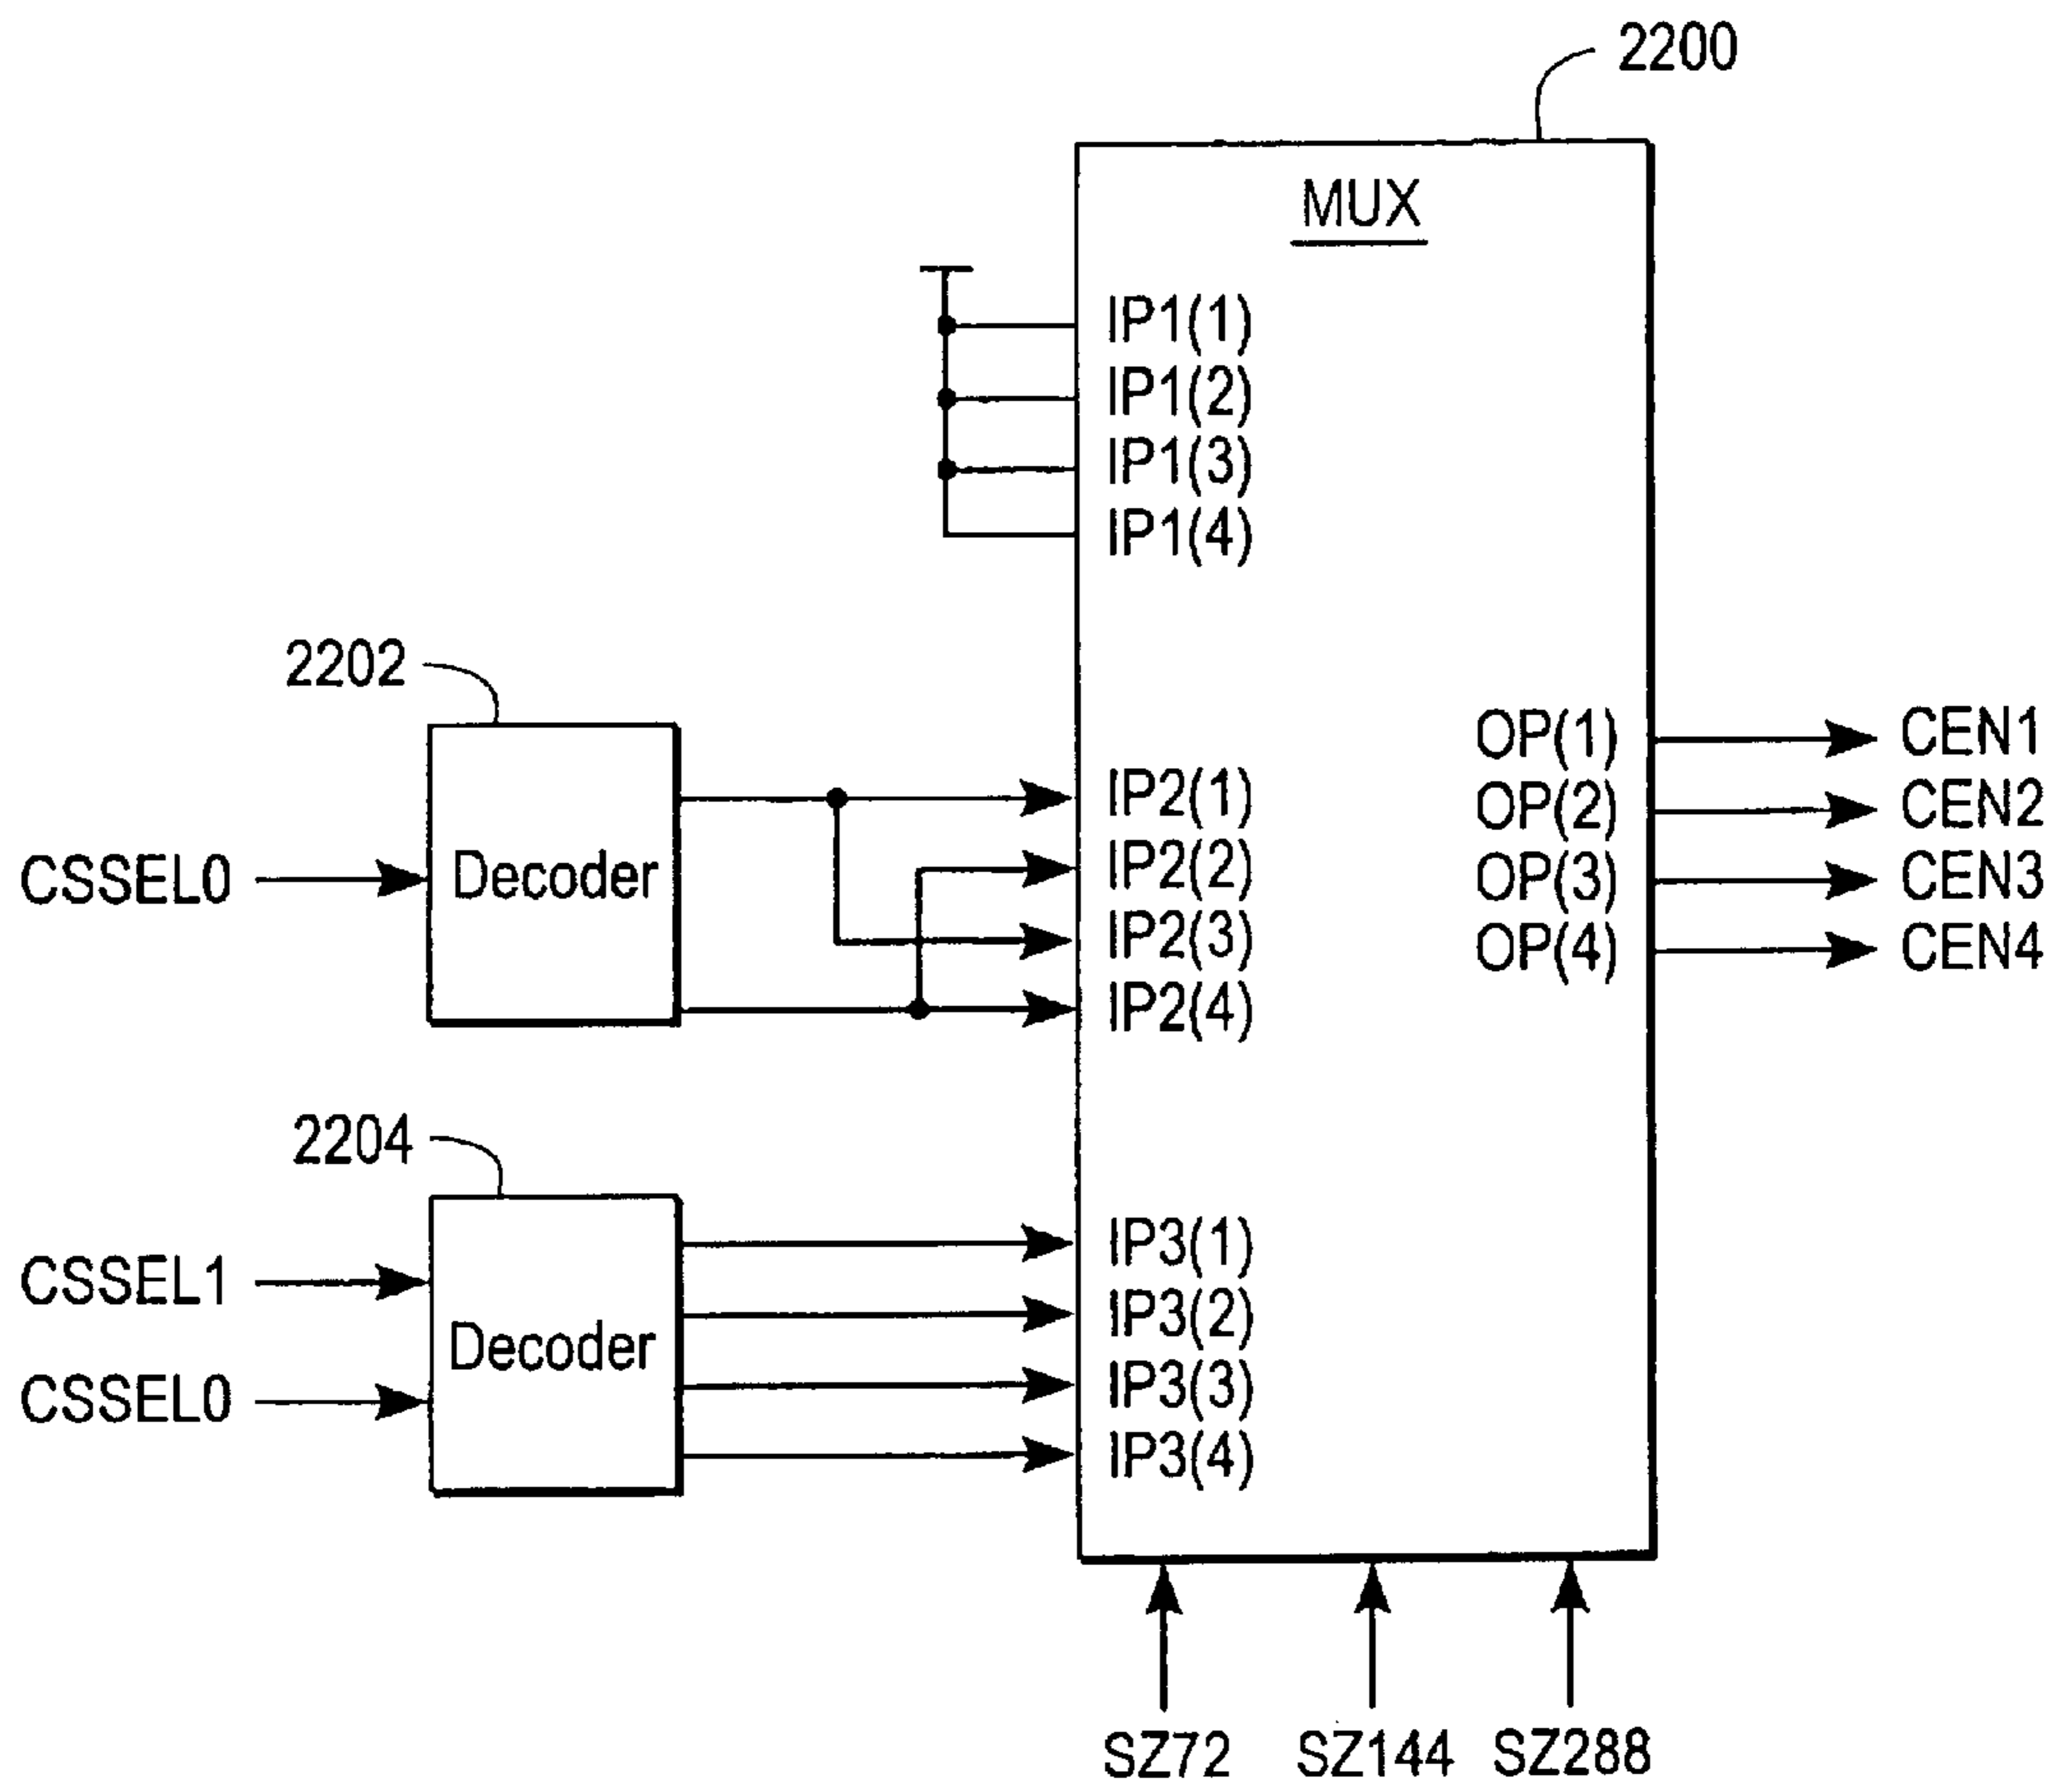 2200
MUX
IP1(1)
IP1(2)
IP1(3)
IP1(4)
2202
Decoder
CSSEL0
IP2(1)
IP2(2)
IP2(3)
IP2(4)
OP(1)
OP(2)
OP(3)
OP(4)
CEN1
CEN2
CEN3
CEN4
2204
CSSEL1
Decoder
CSSEL0
IP3(1)
IP3(2)
IP3(3)
IP3(4)
SZ72
SZ144
SZ288